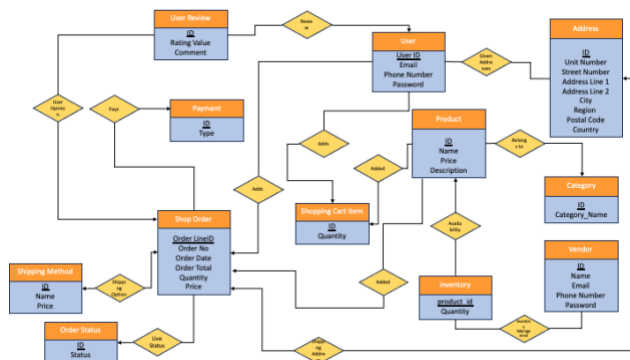 User Review
ID
Rating Value
Comment
User
User ID
Email
Phone Number
Password
Address
ID
Unit Number
Street Number
Address Line 1
Address Line 2
City
Region
Postal Code
Country
User
Pays
Payment
ID
Type
Product
ID
Name
Price
Description
Belong
s to
Adds
Added
Category
ID
Category_Name
Adds
Shopping Cart Item
ID
Quantity
Shop Order
Order LineID
Order No
Order Date
Order Total
Quantity
Price
Availa
bility
Vendor
ID
Name
Email
Phone Number
Password
Shipping Method
ID
Name
Price
Shippi
ng
Option
Added
Inventory
product_id
Quantity
Order Status
ID
Status
Live
Status